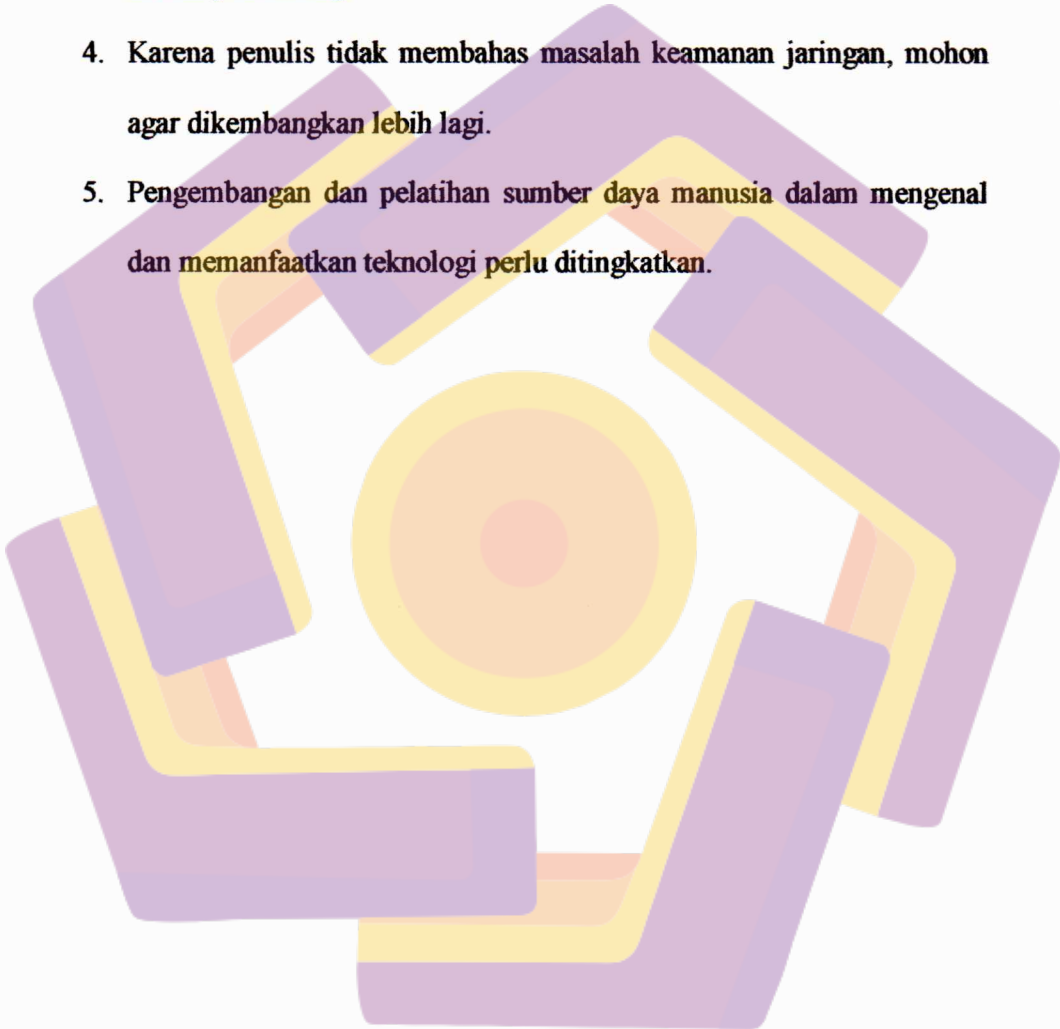 4. Karena penulis tidak membahas masalah keamanan jaringan, mohon
agar dikembangkan lebih lagi.
5. Pengembangan dan pelatihan sumber daya manusia dalam mengenal
dan memanfaatkan teknologi perlu ditingkatkan.